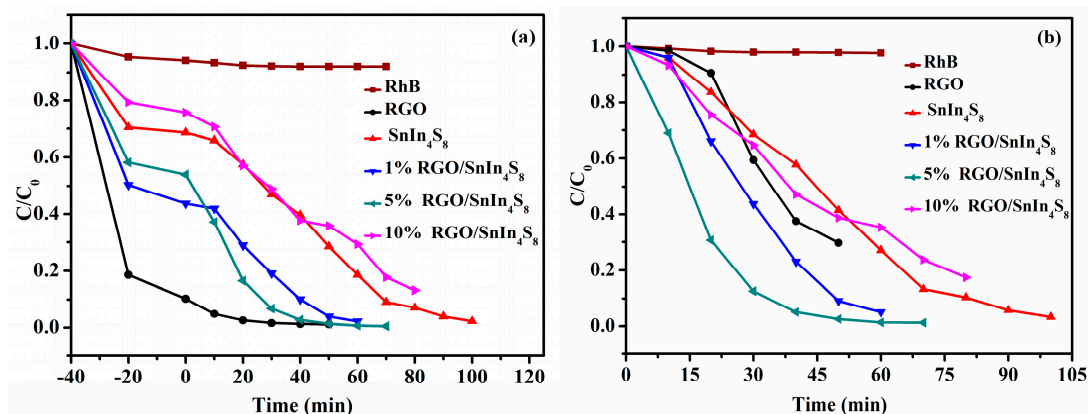 (a)
1.0
0.8
0.6
0.4
0.2
0.0
C/C₀
RhB
RGO
SnIn₄S₈
1% RGO/SnIn₄S₈
5% RGO/SnIn₄S₈
10% RGO/SnIn₄S₈
-40 -20 0 20 40 60 80 100 120
Time (min)
(b)
1.0
0.8
0.6
0.4
0.2
0.0
C/C₀
RhB
RGO
SnIn₄S₈
1% RGO/SnIn₄S₈
5% RGO/SnIn₄S₈
10% RGO/SnIn₄S₈
0 15 30 45 60 75 90 105
Time (min)